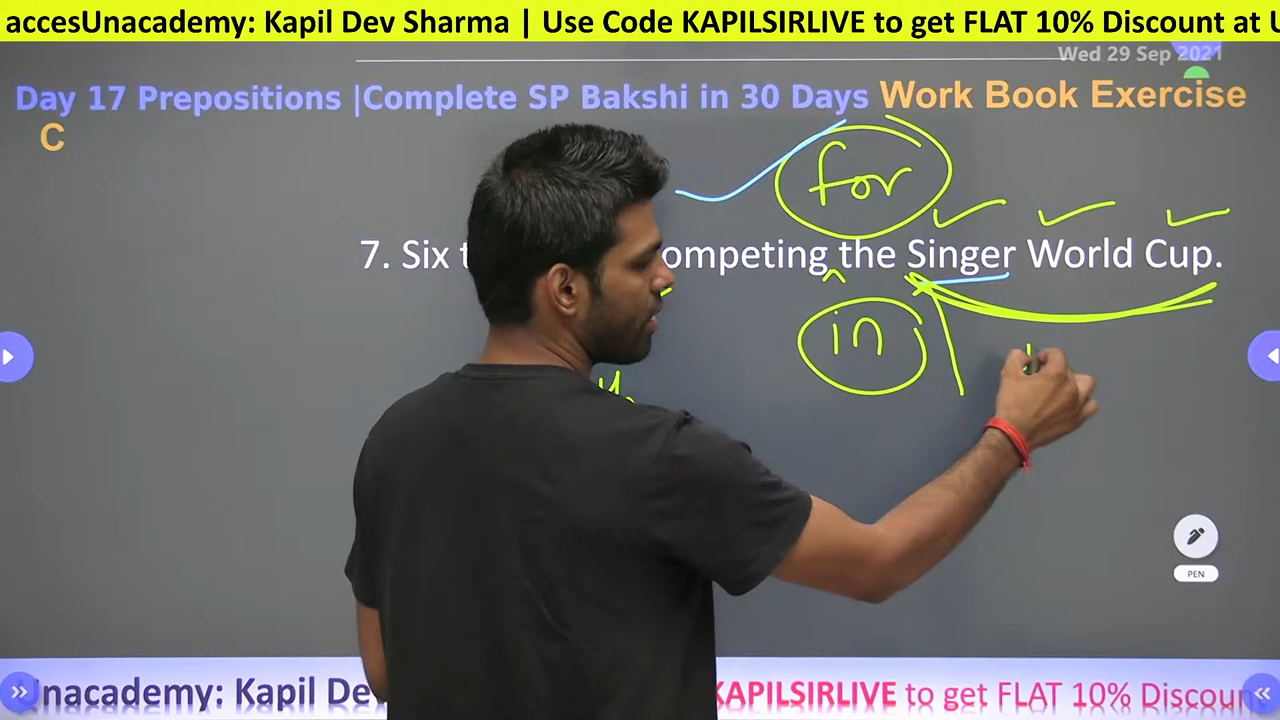 accesUnacademy: Kapil Dev Sharma | Use Code KAPILSIRLIVE to get FLAT 10% Discount at U
Wed 29 Sep 2021
Day 17 Prepositions |Complete SP Bakshi in 30 Days Work Book Exercise
C
for
7. Six t ompeting the Singer World Cup.
in
PEN
Unacademy: Kapil De KAPILSIRLIVE to get FLAT 10% Discoun